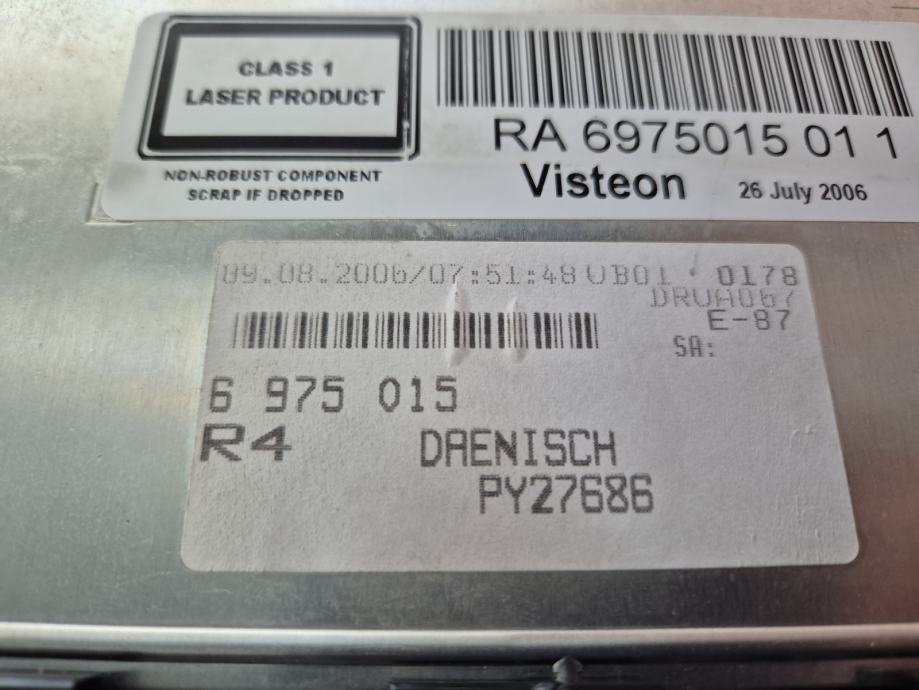 CLASS 1
LASER PRODUCT
NON-ROBUST COMPONENT
SCRAP IF DROPPED
RA 6975015 01 1
Visteon 26 July 2006
09.08.2006/07:51:48 UB01 0178
DRUA067
E-87
SA:
6 975 015
R4 DAENISCH
PY27686